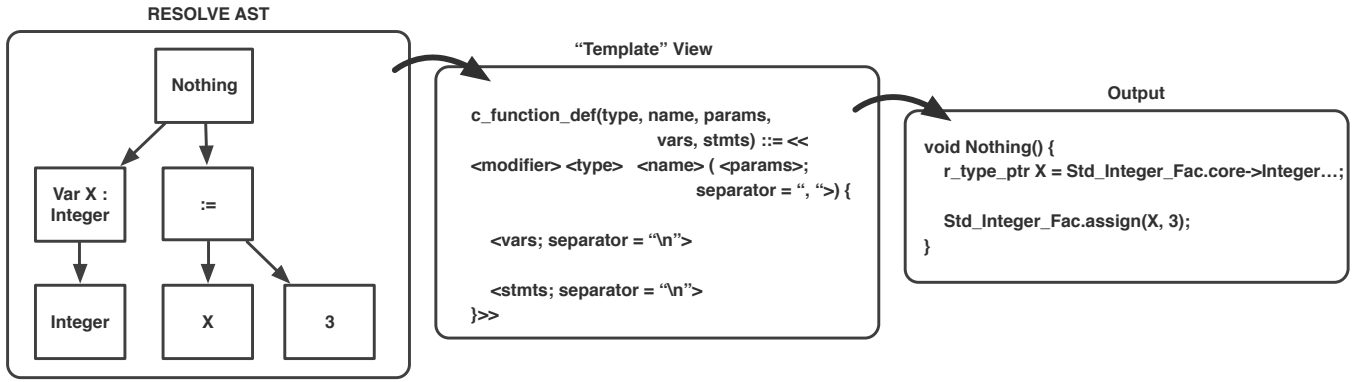 RESOLVE AST
Nothing
Var X :
Integer
:=
Integer
X
3
“Template” View
c_function_def(type, name, params,
vars, stmts) ::= <<
<modifier> <type> <name> ( <params>;
separator = “, “>) {
<vars; separator = “\n”>
<stmts; separator = “\n”>
}>>
Output
void Nothing() {
r_type_ptr X = Std_Integer_Fac.core->Integer…;
Std_Integer_Fac.assign(X, 3);
}